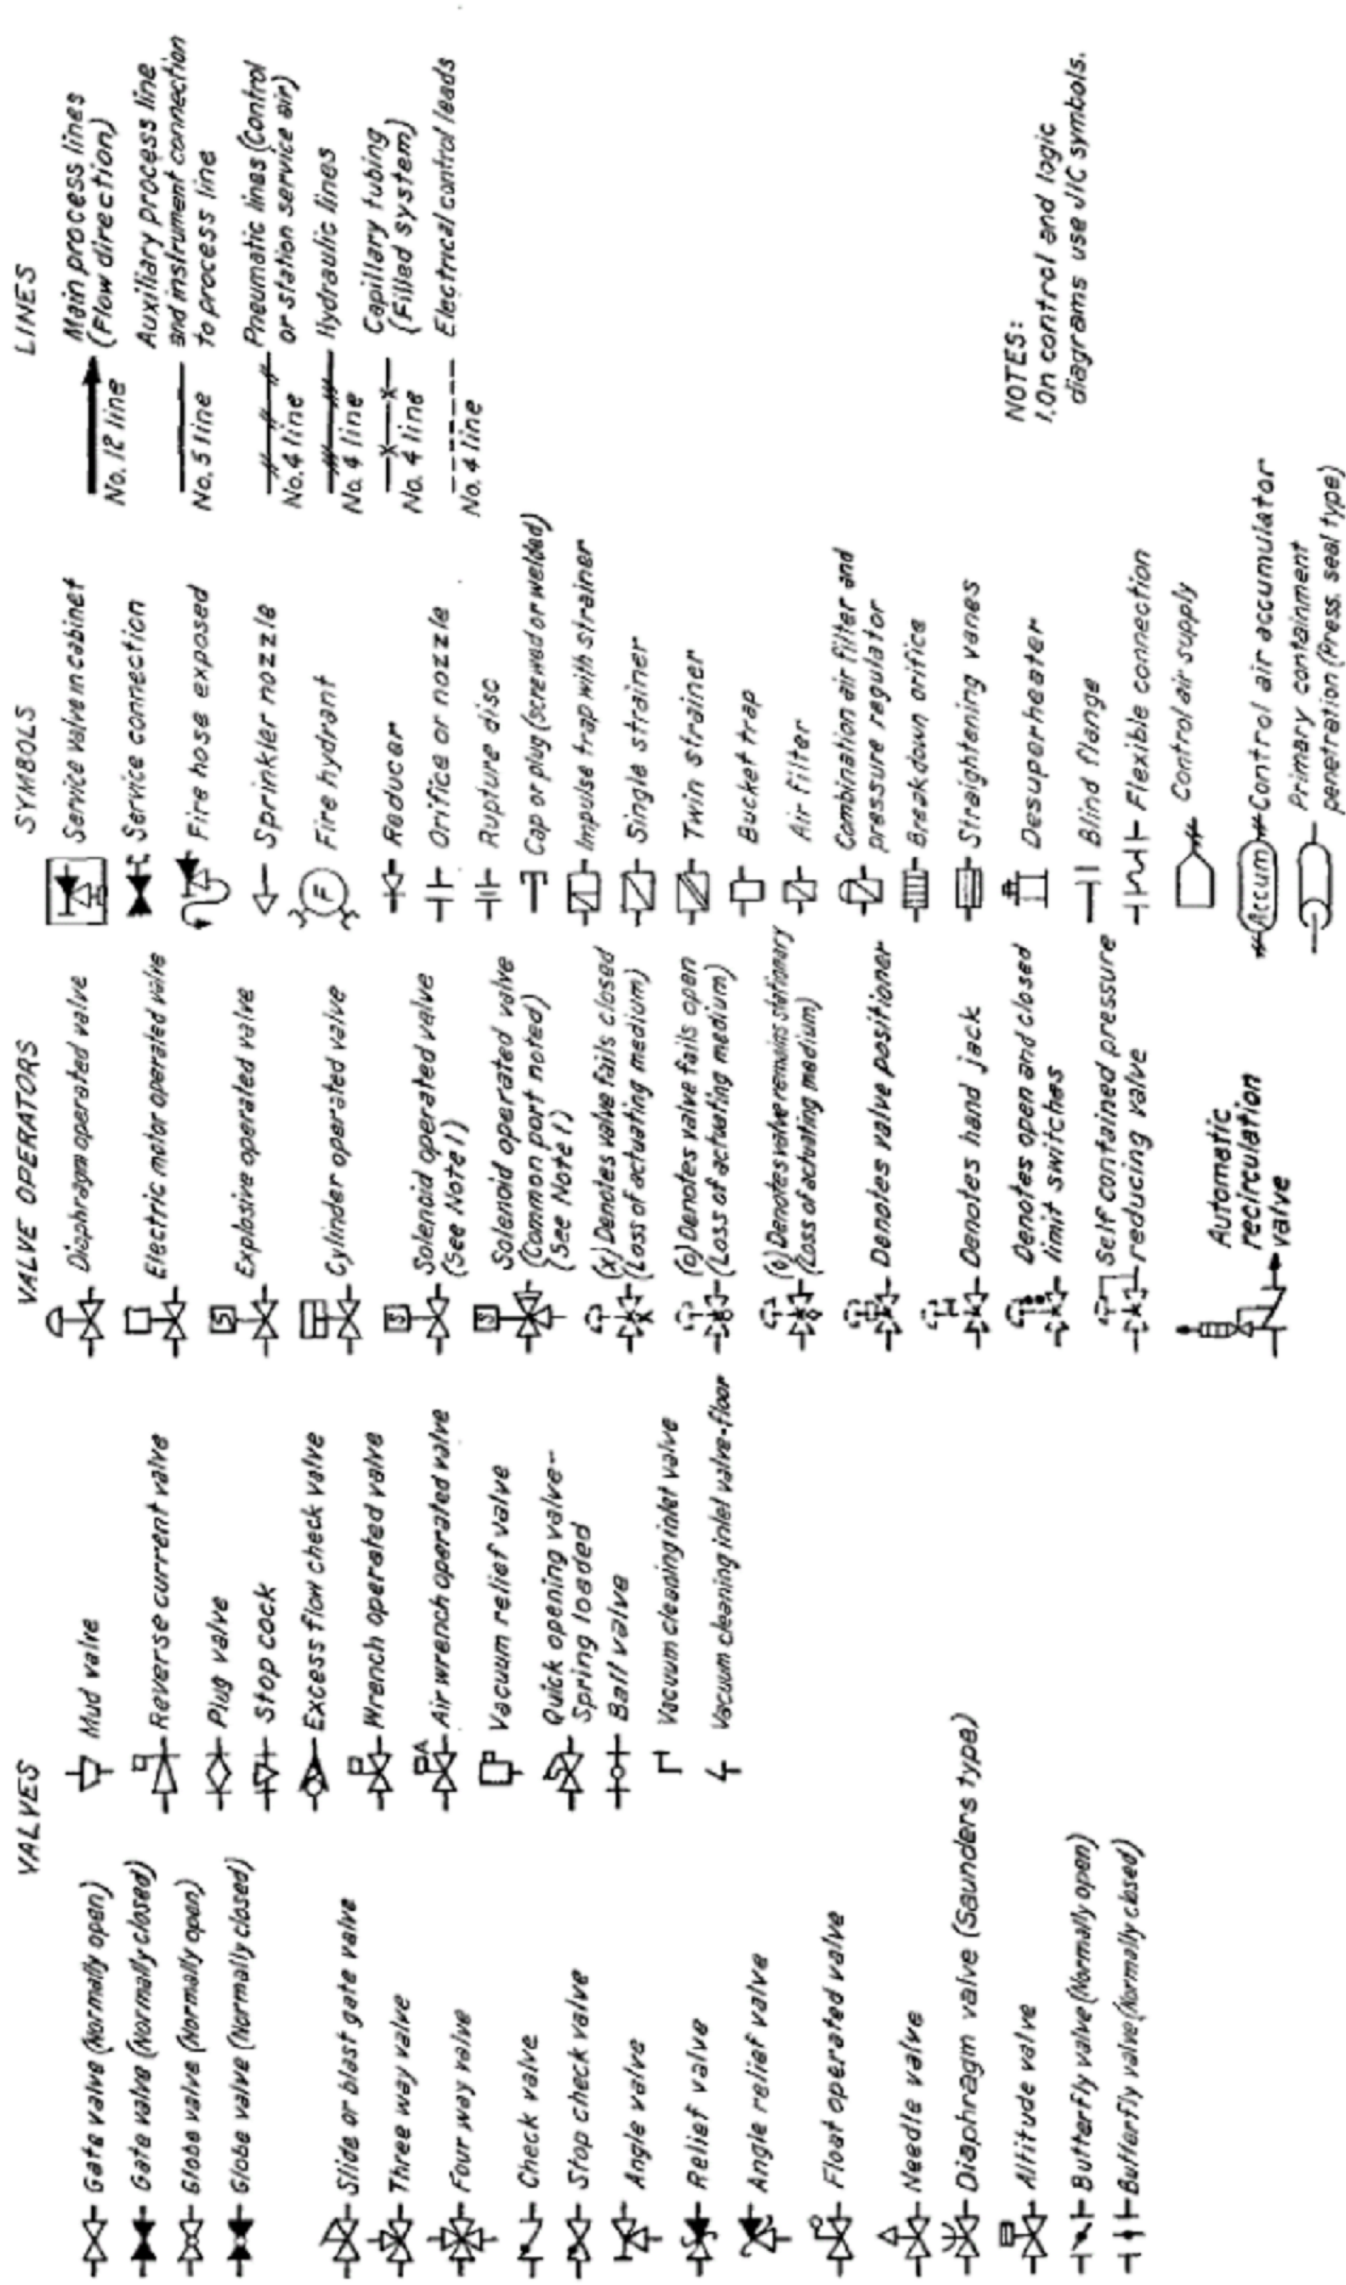 VALVES
Gate valve (Normally open)
Gate valve (Normally closed)
Globe valve (Normally open)
Globe valve (Normally closed)
Slide or blast gate valve
Three way valve
Four way valve
Check valve
Stop check valve
Angle valve
Relief valve
Angle relief valve
Float operated valve
Needle valve
Diaphragm valve (Saunders type)
Altitude valve
Butterfly valve (Normally open)
Butterfly valve (Normally closed)
Mud valve
Reverse current valve
Plug valve
Stop cock
Excess flow check valve
Wrench operated valve
A
Air wrench operated valve
Vacuum relief valve
Quick opening valve-
Spring loaded
Ball valve
Vacuum cleaning inlet valve
Vacuum cleaning inlet valve-floor
VALVE OPERATORS
Diaphragm operated valve
Electric motor operated valve
S
Explosive operated valve
Cylinder operated valve
S
Solenoid operated valve
(See Note 1)
S
Solenoid operated valve
(Common port noted)
(See Note 1)
(x) Denotes valve fails closed
(Loss of actuating medium)
(o) Denotes valve fails open
(Loss of actuating medium)
Denotes valve remains stationary
(Loss of actuating medium)
Denotes valve positioner
Denotes hand jack
Denotes open and closed
limit switches
Self contained pressure
reducing valve
Automatic
recirculation
valve
SYMBOLS
Service valve in cabinet
Service connection
Fire hose exposed
Sprinkler nozzle
F
Fire hydrant
Reducer
Orifice or nozzle
Rupture disc
Cap or plug (screwed or welded)
Impulse trap with strainer
Single strainer
Twin strainer
Bucket trap
Air filter
Combination air filter and
pressure regulator
Breakdown orifice
Straightening vanes
Desuperheater
Blind flange
Flexible connection
Control air supply
Accum
Control air accumulator
Primary containment
penetration (Press. seal type)
LINES
Main process lines
(Flow direction)
No. 12 line
Auxiliary process line
and instrument connection
to process line
No. 5 line
Pneumatic lines (Control
or station service air)
No. 4 line
Hydraulic lines
No. 4 line
Capillary tubing
(Filled system)
No. 4 line
Electrical control leads
No. 4 line
NOTES:
1. On control and logic
diagrams use JIC symbols.